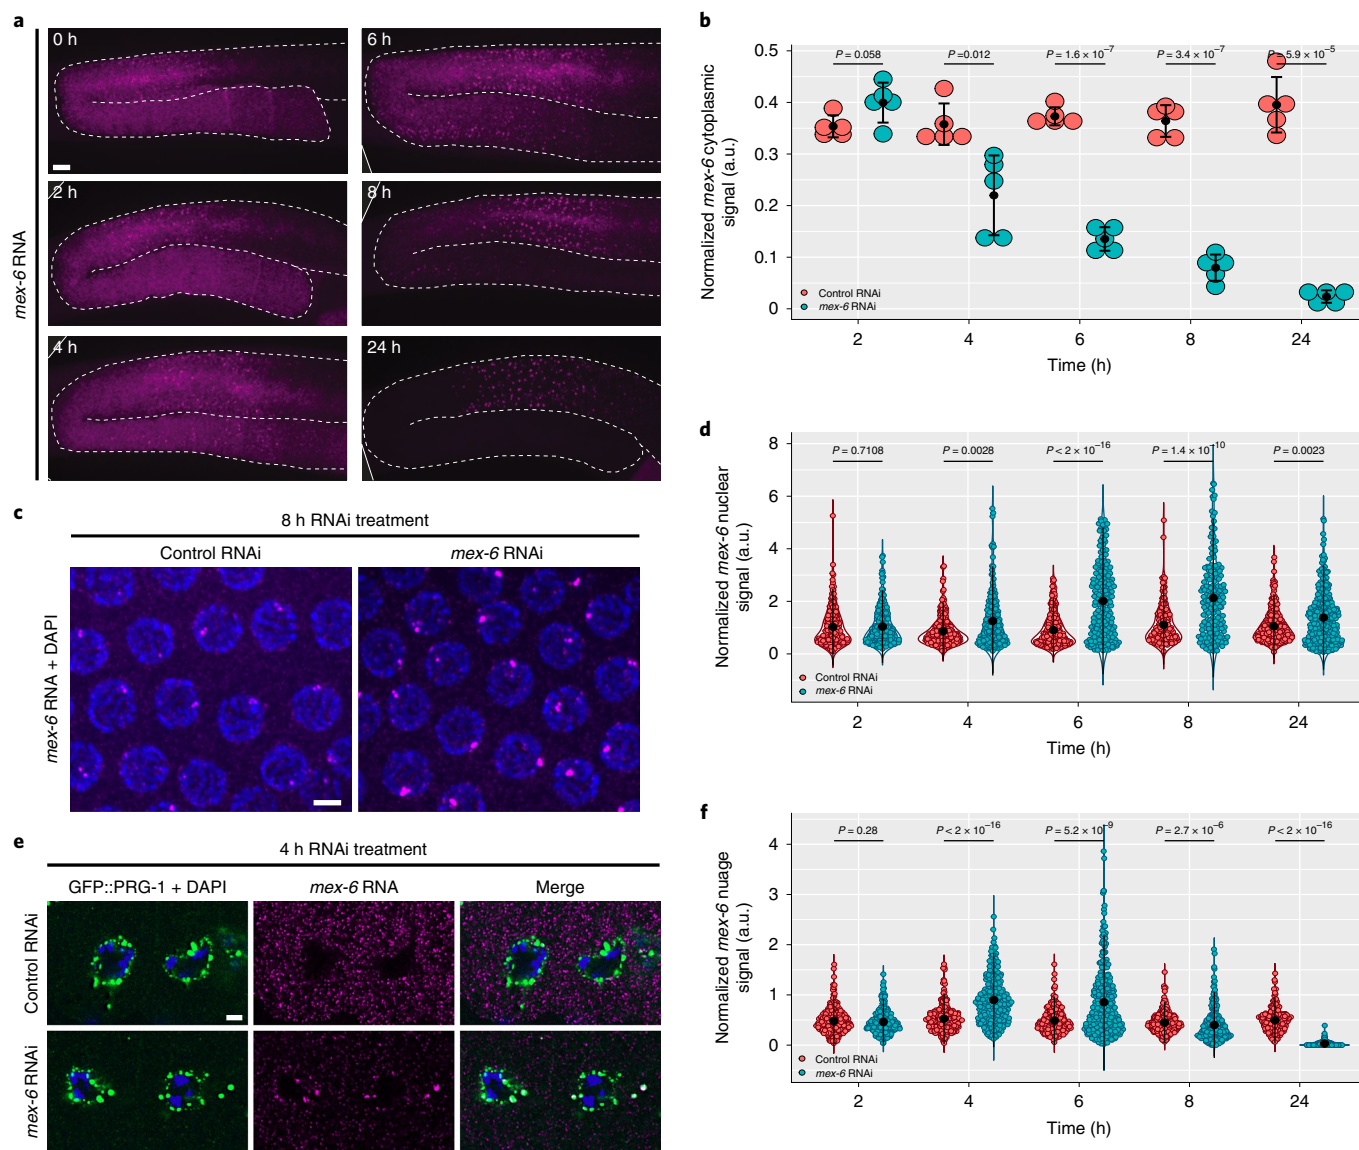 a
mex-6 RNA
0 h
6 h
2 h
8 h
4 h
24 h
b
Normalized mex-6 cytoplasmic
signal (a.u.)
0.5
0.4
0.3
0.2
0.1
0
P = 0.058
P =0.012
P = 1.6 × 10⁻⁷
P = 3.4 × 10⁻⁷
P = 5.9 × 10⁻⁵
Control RNAi
mex-6 RNAi
2
4
6
8
24
Time (h)
c
8 h RNAi treatment
Control RNAi
mex-6 RNAi
mex-6 RNA + DAPI
d
Normalized mex-6 nuclear
signal (a.u.)
8
6
4
2
0
P = 0.7108
P = 0.0028
P < 2 × 10⁻¹⁶
P = 1.4 × 10⁻¹⁰
P = 0.0023
Control RNAi
mex-6 RNAi
2
4
6
8
24
Time (h)
e
4 h RNAi treatment
GFP::PRG-1 + DAPI
mex-6 RNA
Merge
Control RNAi
mex-6 RNAi
f
Normalized mex-6 nuage
signal (a.u.)
4
3
2
1
0
P = 0.28
P < 2 × 10⁻¹⁶
P = 5.2 × 10⁻⁹
P = 2.7 × 10⁻⁶
P < 2 × 10⁻¹⁶
Control RNAi
mex-6 RNAi
2
4
6
8
24
Time (h)